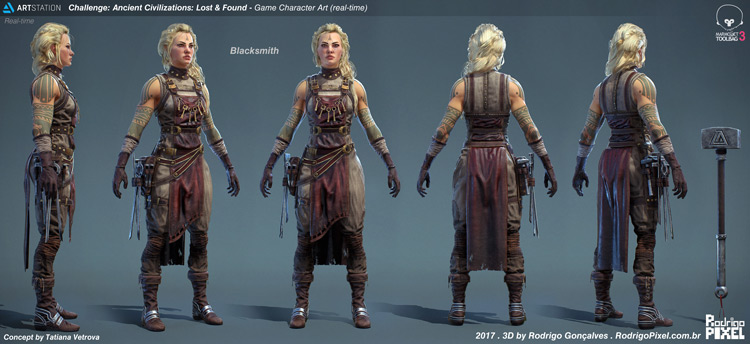 ARTSTATION Challenge: Ancient Civilizations: Lost & Found - Game Character Art (real-time)
Real-time
MARMOSET
TOOLBAG 3
Blacksmith
Concept by Tatiana Vetrova
2017 . 3D by Rodrigo Gonçalves . RodrigoPixel.com.br
Rodrigo
PIXEL